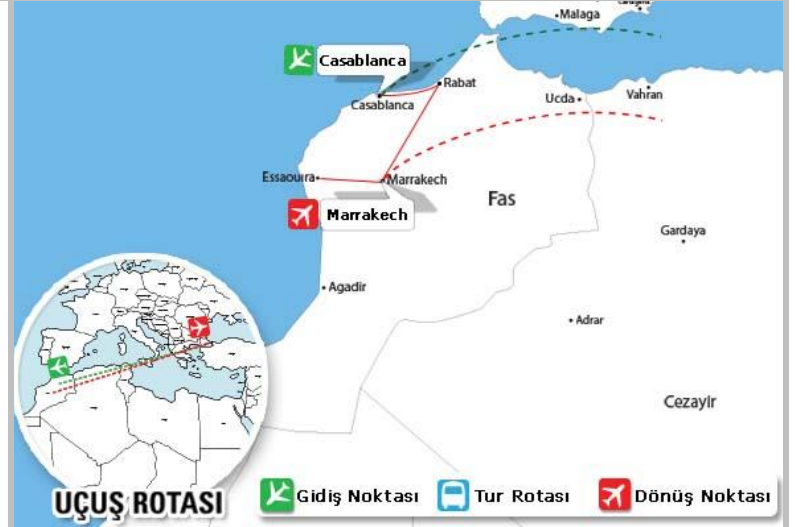 Malaga
Casablanca
Casablanca
Rabat
Ucda
Vahran
Essaouıra
Marrakech
Marrakech
Fas
Gardaya
Agadir
Adrar
Cezayir
UÇUŞ ROTASI
Gidiş Noktası
Tur Rotası
Dönüş Noktası